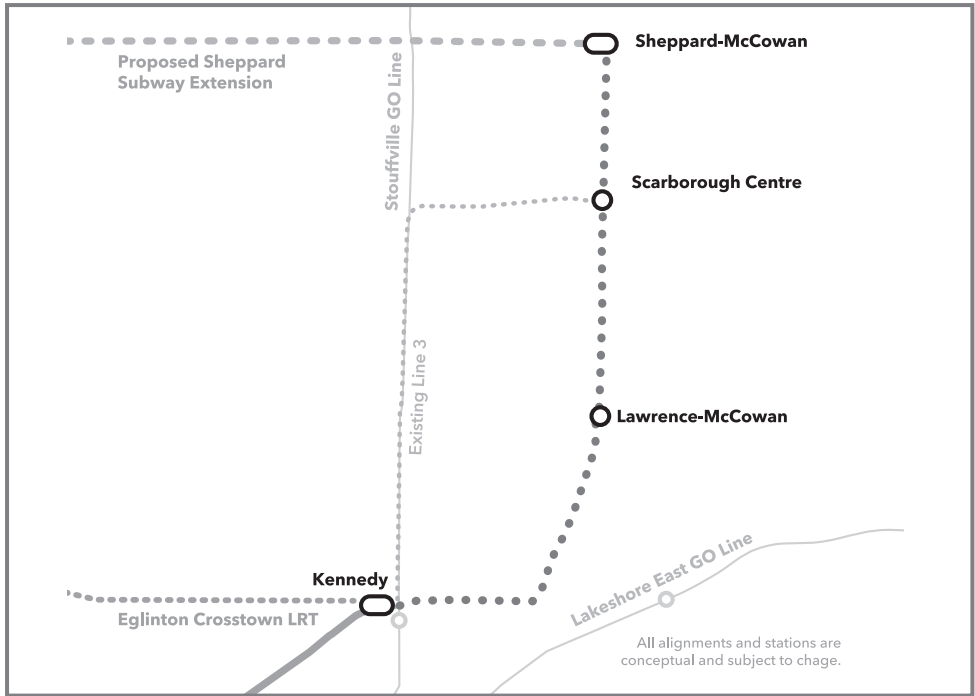 Sheppard-McCowan
Proposed Sheppard
Subway Extension
Stouffville GO Line
Scarborough Centre
Existing Line 3
Lawrence-McCowan
Lakeshore East GO Line
Kennedy
Eglinton Crosstown LRT
All alignments and stations are
conceptual and subject to chage.